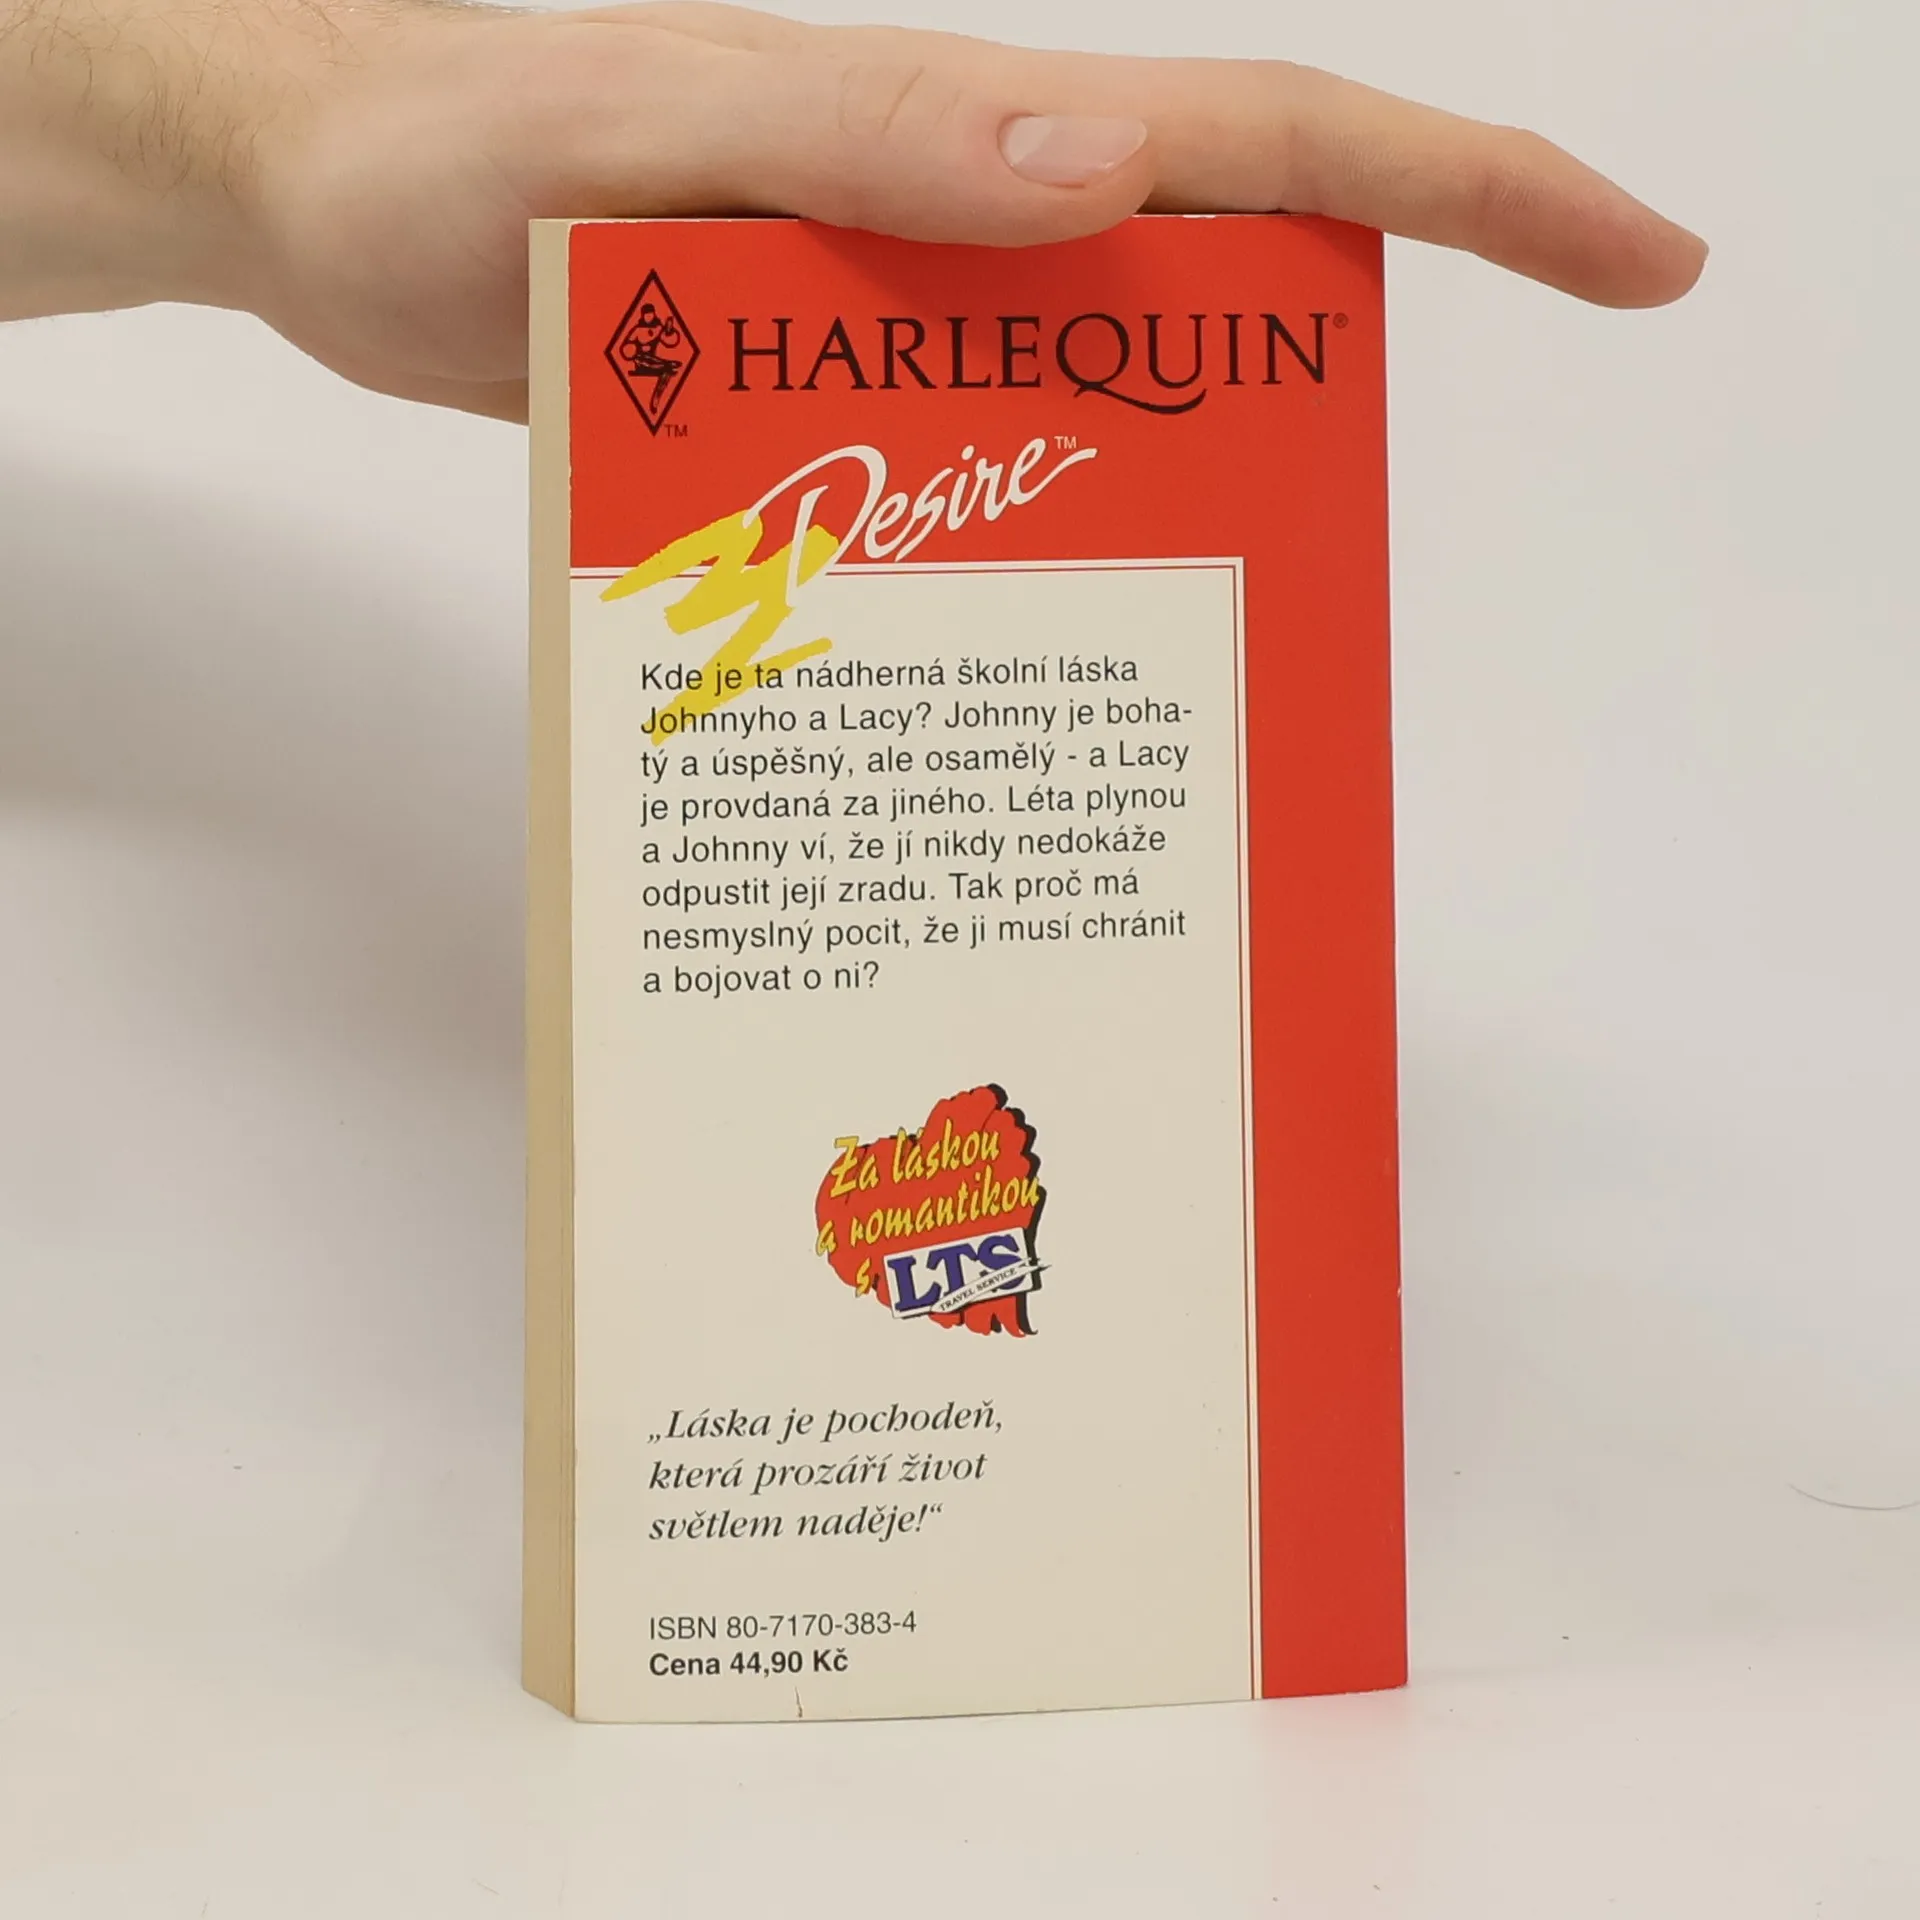 HARLEQUIN®
TM
Desire™
Kde je ta nádherná školní láska
Johnnyho a Lacy? Johnny je boha-
tý a úspěšný, ale osamělý - a Lacy
je provdaná za jiného. Léta plynou
a Johnny ví, že jí nikdy nedokáže
odpustit její zradu. Tak proč má
nesmyslný pocit, že ji musí chránit
a bojovat o ni?
Za láskou
a romantikou
s LTS
TRAVEL SERVICE
„Láska je pochodeň,
která prozáří život
světlem naděje!“
ISBN 80-7170-383-4
Cena 44,90 Kč